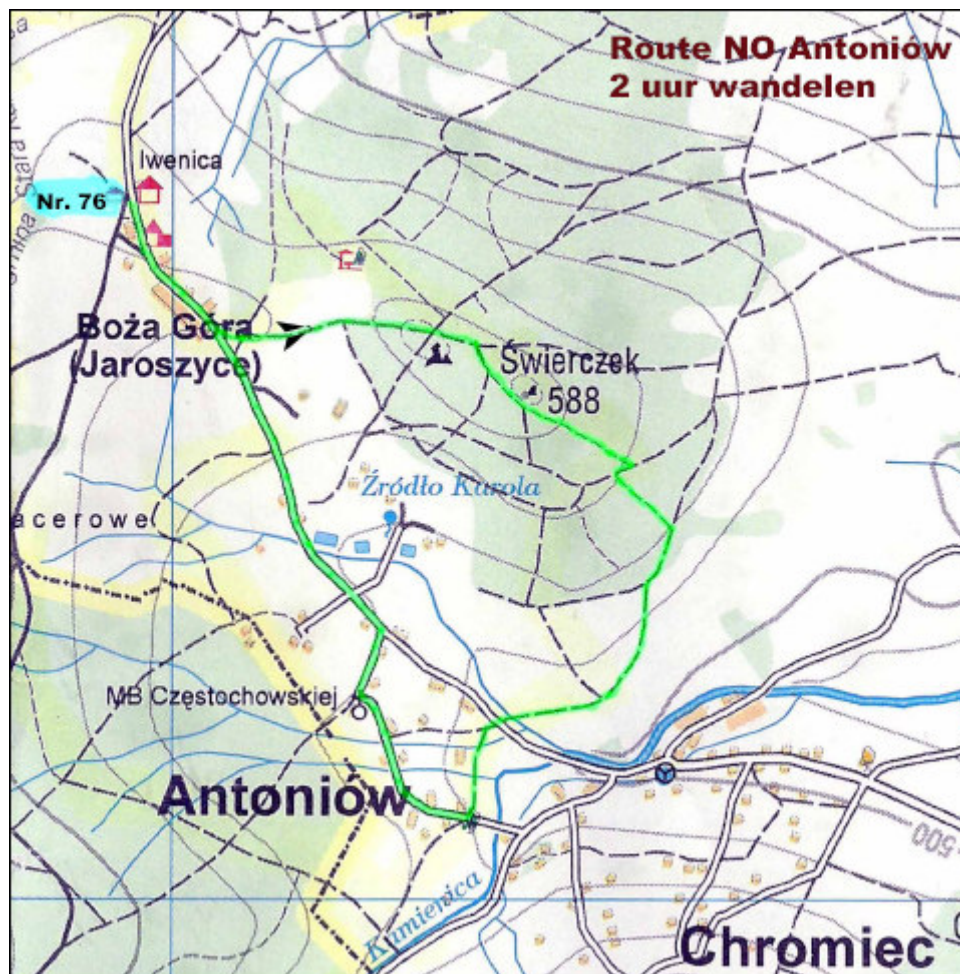 Route NO Antoniów
2 uur wandelen
Iwenica
Nr. 76
Boża Góra
(Jaroszyce)
Świerczek
588
Źródło Karola
acerowe
MB Częstochowskiej
Antoniów
500
Kamienica
Chromiec